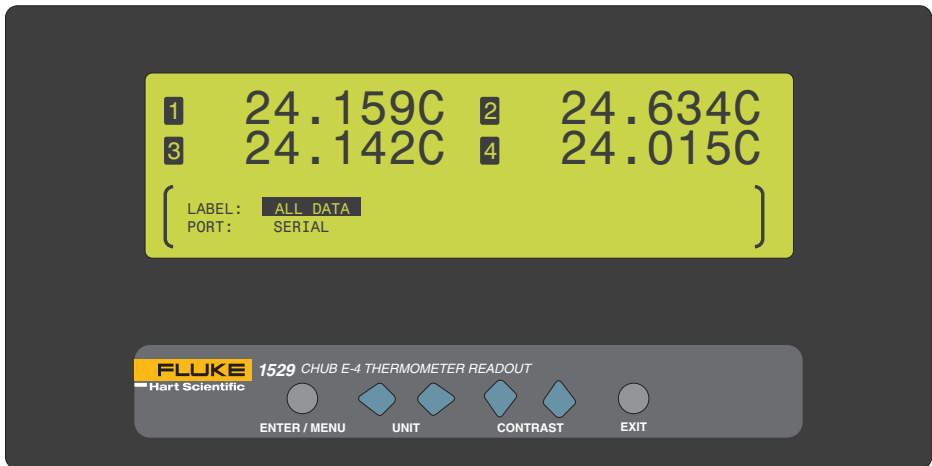 1 24.159C 2 24.634C
3 24.142C 4 24.015C
LABEL: ALL DATA
PORT: SERIAL
FLUKE 1529 CHUB E-4 THERMOMETER READOUT
Hart Scientific
ENTER / MENU UNIT CONTRAST EXIT